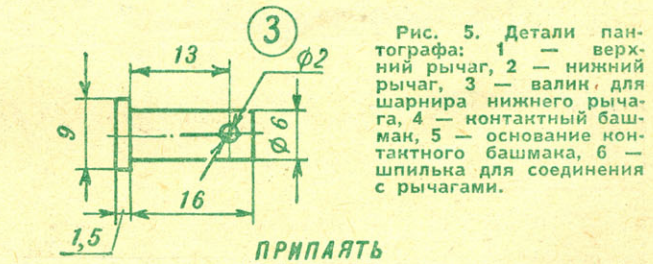 3
13
ϕ2
9
ϕ6
16
1,5
ПРИПАЯТЬ
Рис. 5. Детали пан-
тографа: 1 — верх-
ний рычаг, 2 — нижний
рычаг, 3 — валик для
шарнира нижнего рыча-
га, 4 — контактный баш-
мак, 5 — основание кон-
тактного башмака, 6 —
шпилька для соединения
с рычагами.